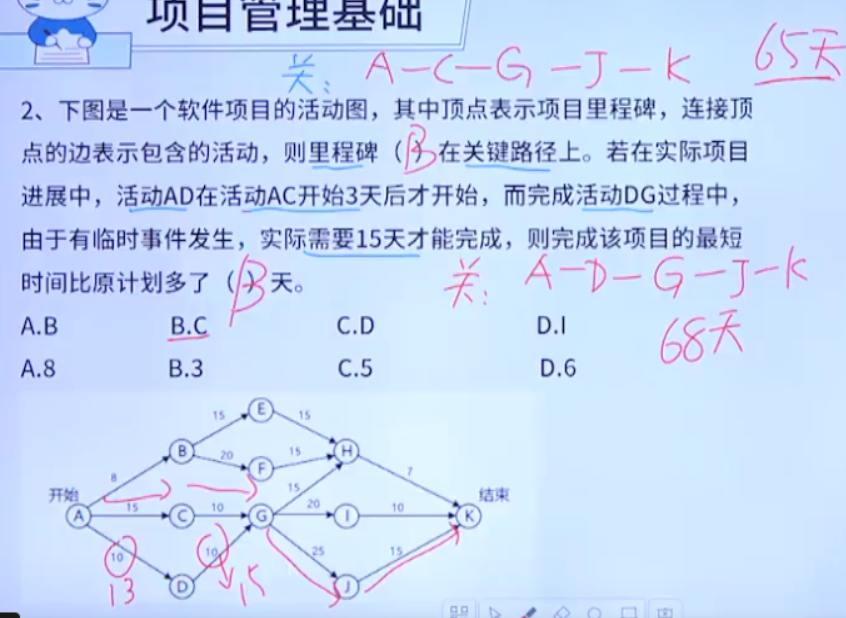 项目管理基础
关: A-C-G-J-K 65天
2、下图是一个软件项目的活动图，其中顶点表示项目里程碑，连接顶
点的边表示包含的活动，则里程碑（B）在关键路径上。若在实际项目
进展中，活动AD在活动AC开始3天后才开始，而完成活动DG过程中，
由于有临时事件发生，实际需要15天才能完成，则完成该项目的最短
时间比原计划多了（B）天。
关: A-D-G-J-K
68天
A.B B.C C.D D.I
A.8 B.3 C.5 D.6
E
15 15
B 20 F 15 H
8 15 7
开始 结束
A 15 C 10 G 20 I 10 K
10 10 25 15
13 D 15 J